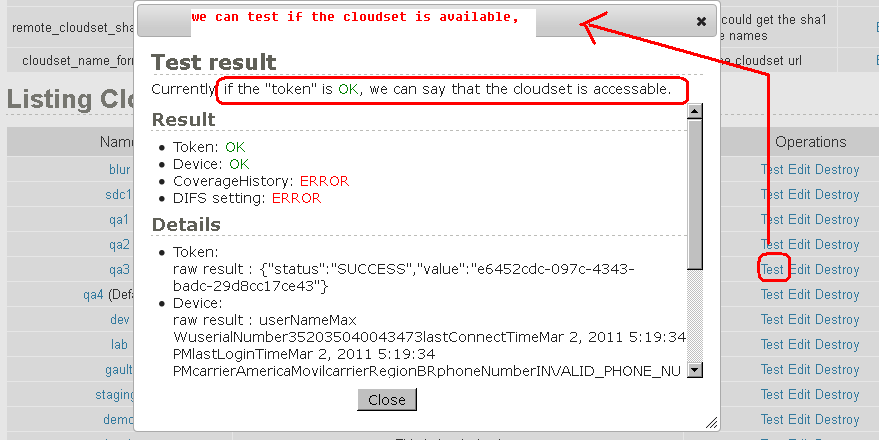 we can test if the cloudset is available,
remote_cloudset_sha
could get the sha1
names
cloudset_name_form
cloudset url
Test result
Currently, if the "token" is OK, we can say that the cloudset is accessable.
Listing Clo
Result
Token: OK
Device: OK
CoverageHistory: ERROR
DIFS setting: ERROR
Details
Token:
raw result : {"status":"SUCCESS","value":"e6452cdc-097c-4343-
badc-29d8cc17ce43"}
Device:
raw result : userNameMax
WuserialNumber352035040043473lastConnectTimeMar 2, 2011 5:19:34
PMlastLoginTimeMar 2, 2011 5:19:34
PMcarrierAmericaMovilcarrierRegionBRphoneNumberINVALID_PHONE_NU
Close
Name
Operations
blur
Test Edit Destroy
sdc1
Test Edit Destroy
qa1
Test Edit Destroy
qa2
Test Edit Destroy
qa3
Test Edit Destroy
qa4 (Defa
Test Edit Destroy
dev
Test Edit Destroy
lab
Test Edit Destroy
gault
Test Edit Destroy
staging
Test Edit Destroy
demo
Test Edit Destroy